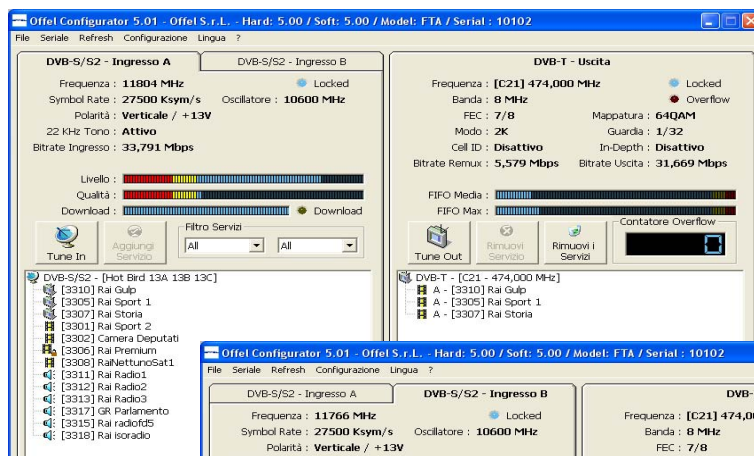 Offel Configurator 5.01 - Offel S.r.L. - Hard: 5.00 / Soft: 5.00 / Model: FTA / Serial : 10102
File Seriale Refresh Configurazione Lingua ?
DVB-S/S2 - Ingresso A
DVB-S/S2 - Ingresso B
Frequenza : 11804 MHz
Locked
Symbol Rate : 27500 Ksym/s
Oscillatore : 10600 MHz
Polarità : Verticale / +13V
22 KHz Tono : Attivo
Bitrate Ingresso : 33,791 Mbps
Livello :
Qualità :
Download :
Download
Tune In
Aggiungi Servizio
Filtro Servizi
All
All
DVB-S/S2 - [Hot Bird 13A 13B 13C]
[3310] Rai Gulp
[3305] Rai Sport 1
[3307] Rai Storia
[3301] Rai Sport 2
[3302] Camera Deputati
[3306] Rai Premium
[3308] RaiNettunoSat1
[3311] Rai Radio1
[3312] Rai Radio2
[3313] Rai Radio3
[3317] GR Parlamento
[3315] Rai radiofd5
[3318] Rai isoradio
DVB-T - Uscita
Frequenza : [C21] 474,000 MHz
Locked
Banda : 8 MHz
Overflow
FEC : 7/8
Mappatura : 64QAM
Modo : 2K
Guardia : 1/32
Cell ID : Disattivo
In-Depth : Disattivo
Bitrate Remux : 5,579 Mbps
Bitrate Uscita : 31,669 Mbps
FIFO Media :
FIFO Max :
Tune Out
Rimuovi Servizio
Rimuovi i Servizi
Contatore Overflow
0
DVB-T - [C21 - 474,000 MHz]
A - [3310] Rai Gulp
A - [3305] Rai Sport 1
A - [3307] Rai Storia
Offel Configurator 5.01 - Offel S.r.L. - Hard: 5.00 / Soft: 5.00 / Model: FTA / Serial : 10102
File Seriale Refresh Configurazione Lingua ?
DVB-S/S2 - Ingresso A
DVB-S/S2 - Ingresso B
DVB-
Frequenza : 11766 MHz
Locked
Symbol Rate : 27500 Ksym/s
Oscillatore : 10600 MHz
Polarità : Verticale / +13V
Frequenza : [C21] 474,0
Banda : 8 MHz
FEC : 7/8